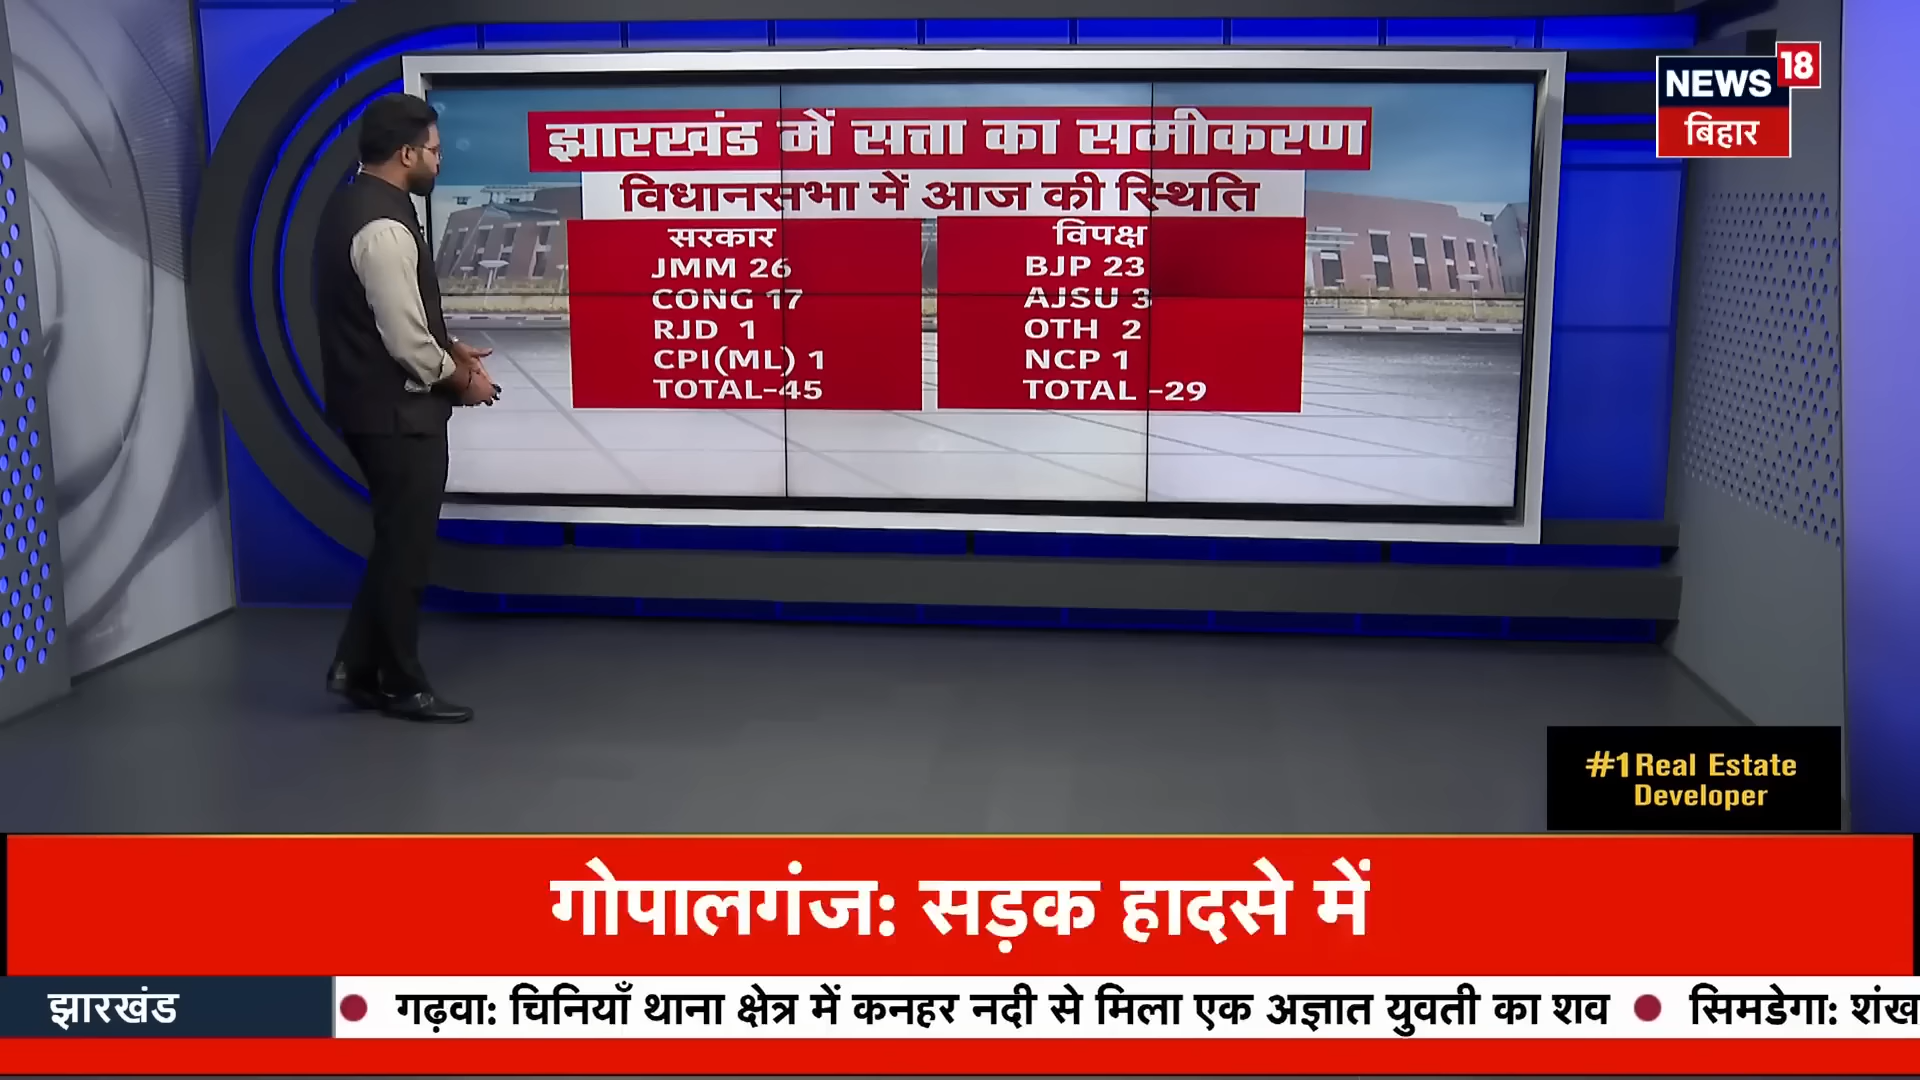 NEWS 18
बिहार
झारखंड में सत्ता का समीकरण
विधानसभा में आज की स्थिति
सरकार
JMM 26
CONG 17
RJD 1
CPI(ML) 1
TOTAL-45
विपक्ष
BJP 23
AJSU 3
OTH 2
NCP 1
TOTAL -29
#1 Real Estate
Developer
गोपालगंज: सड़क हादसे में
झारखंड
गढ़वा: चिनियाँ थाना क्षेत्र में कनहर नदी से मिला एक अज्ञात युवती का शव
सिमडेगा: शंख